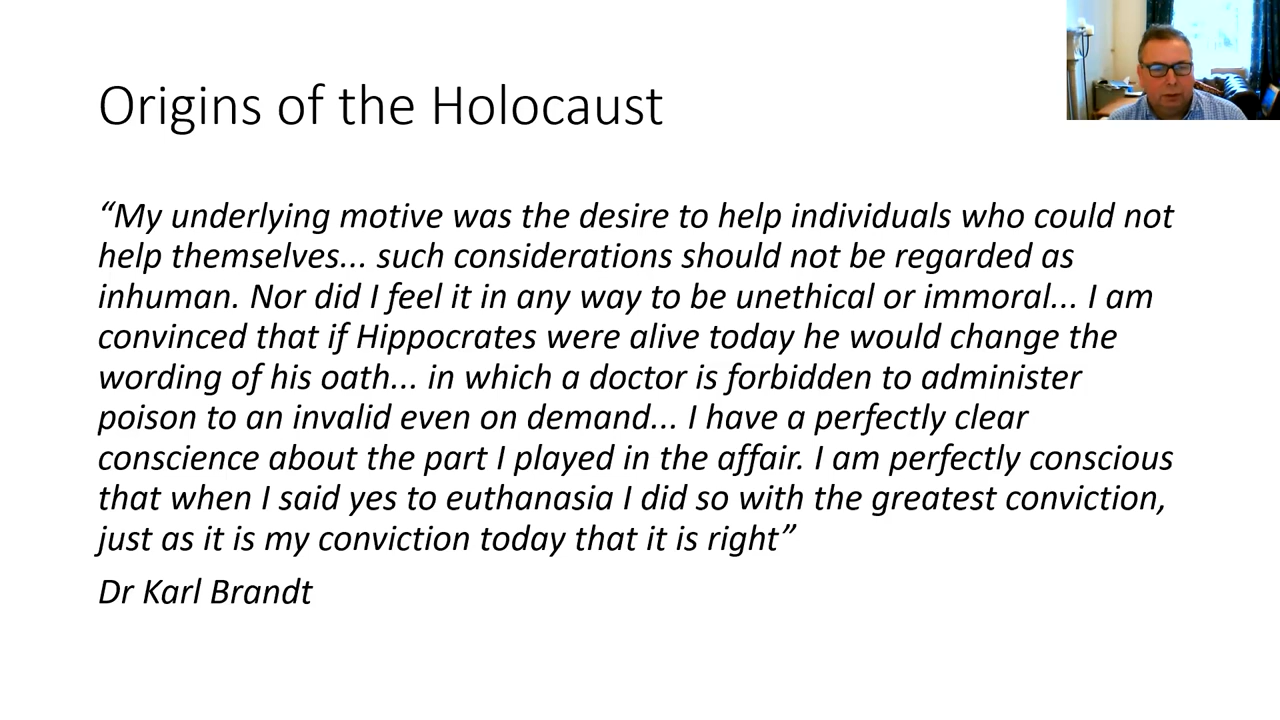 Origins of the Holocaust
“My underlying motive was the desire to help individuals who could not
help themselves... such considerations should not be regarded as
inhuman. Nor did I feel it in any way to be unethical or immoral... I am
convinced that if Hippocrates were alive today he would change the
wording of his oath... in which a doctor is forbidden to administer
poison to an invalid even on demand... I have a perfectly clear
conscience about the part I played in the affair. I am perfectly conscious
that when I said yes to euthanasia I did so with the greatest conviction,
just as it is my conviction today that it is right”
Dr Karl Brandt